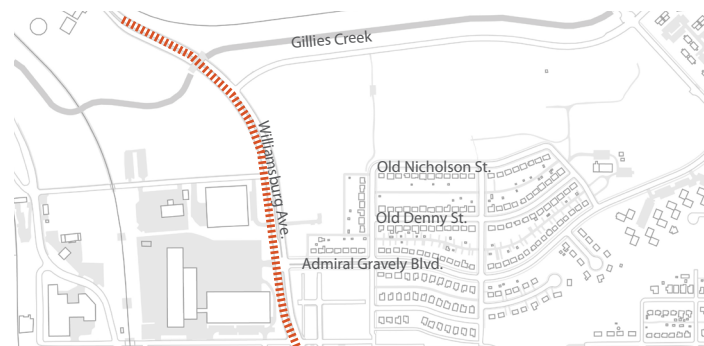 Gillies Creek
Williamsburg Ave.
Old Nicholson St.
Old Denny St.
Admiral Gravely Blvd.